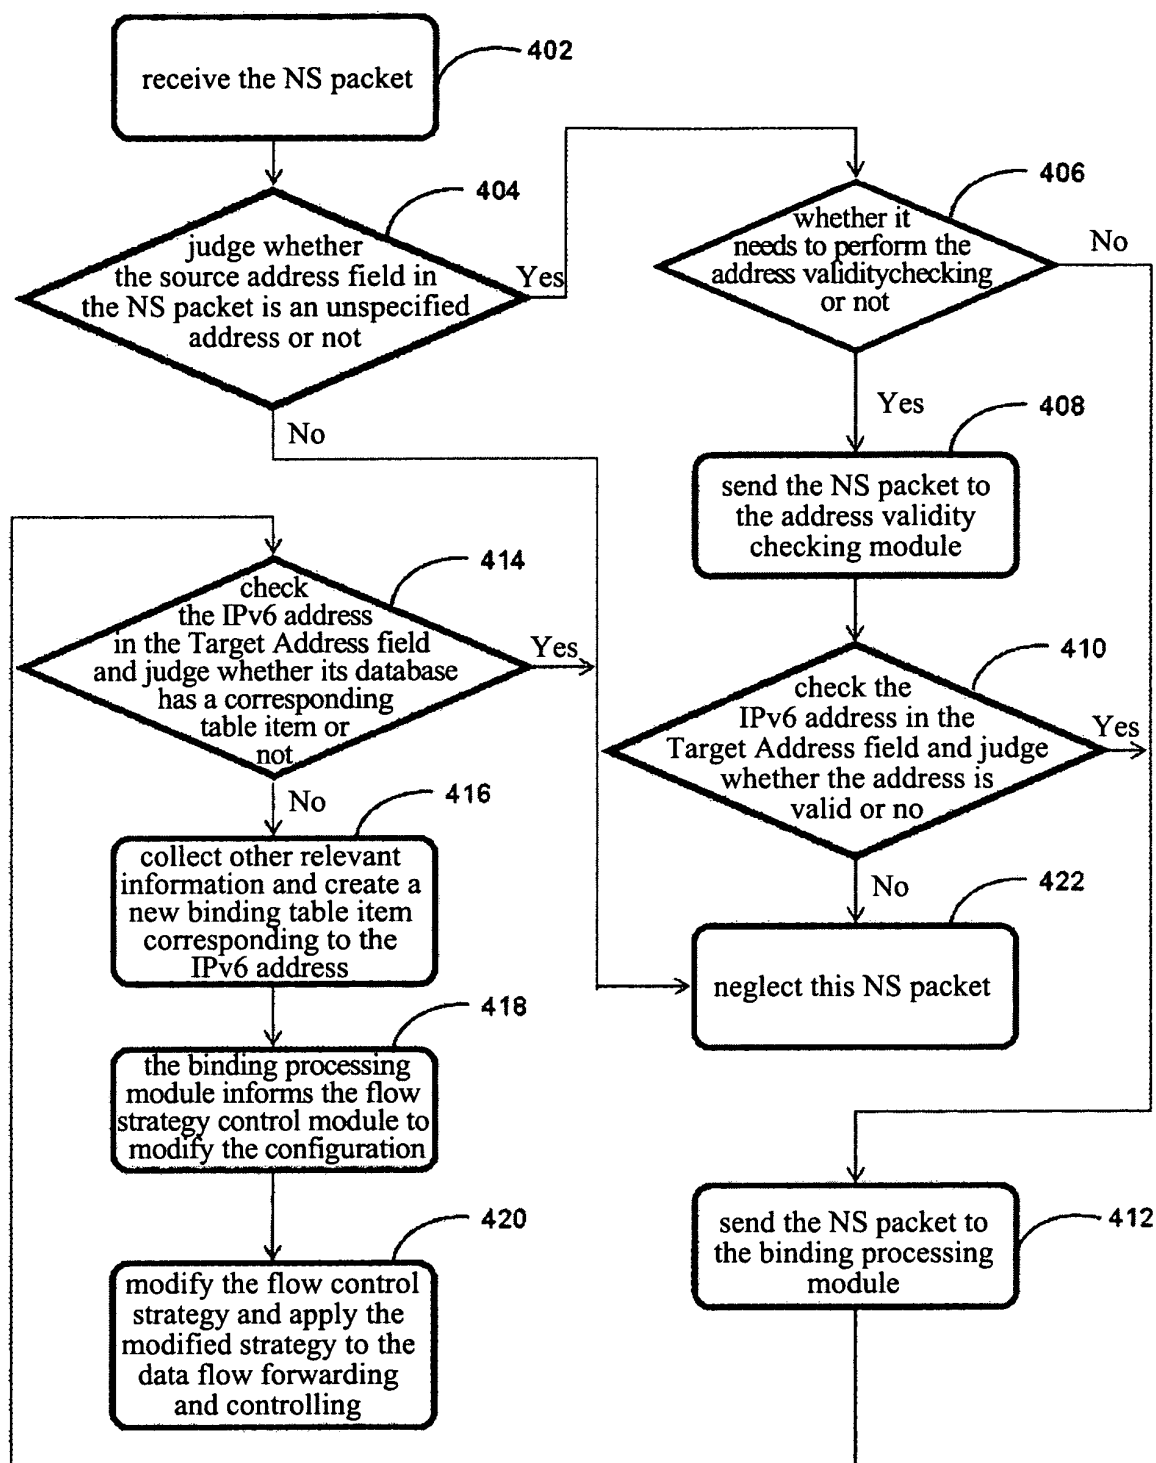 receive the NS packet
402
judge whether
the source address field in
the NS packet is an unspecified
address or not
404
Yes
No
whether it
needs to perform the
address validitychecking
or not
406
No
Yes
send the NS packet to
the address validity
checking module
408
check the
IPv6 address in the
Target Address field and judge
whether the address is
valid or no
410
Yes
No
neglect this NS packet
422
send the NS packet to
the binding processing
module
412
check
the IPv6 address
in the Target Address field
and judge whether its database
has a corresponding
table item or
not
414
Yes
No
collect other relevant
information and create a
new binding table item
corresponding to the
IPv6 address
416
the binding processing
module informs the flow
strategy control module to
modify the configuration
418
modify the flow control
strategy and apply the
modified strategy to the
data flow forwarding
and controlling
420